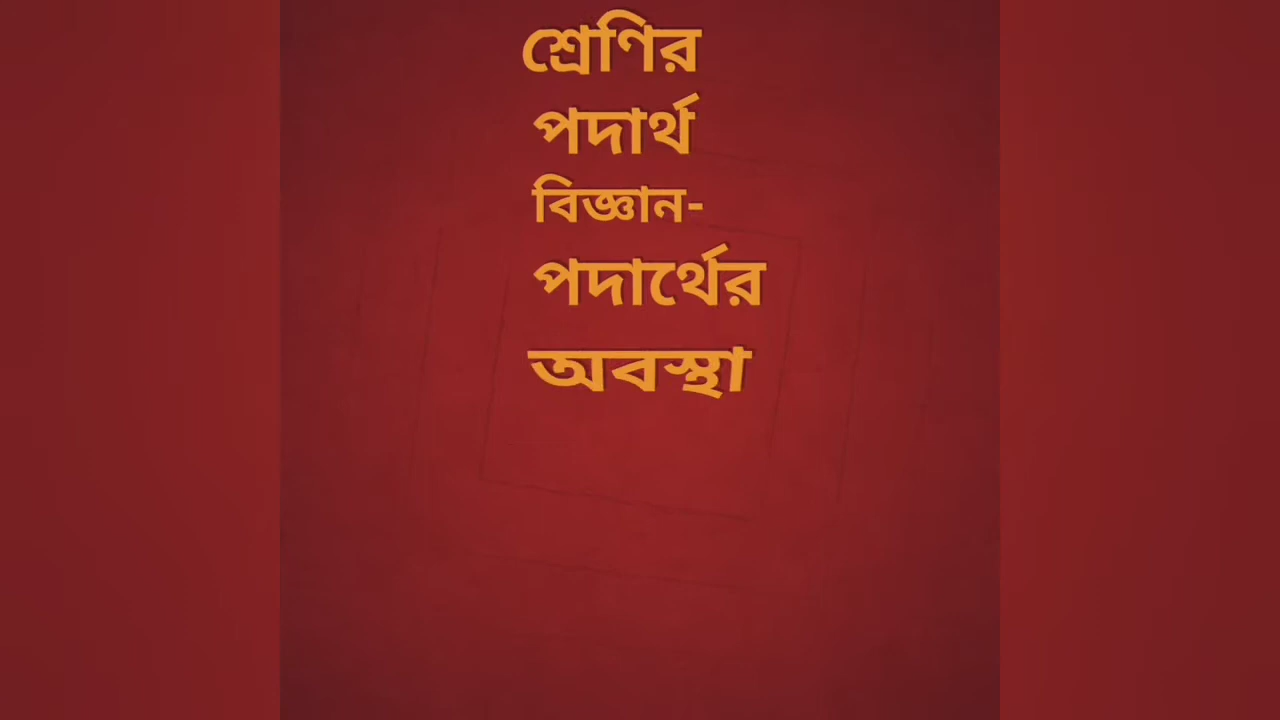 শ্রেণির
পদার্থ
বিজ্ঞান-
পদার্থের
অবস্থা